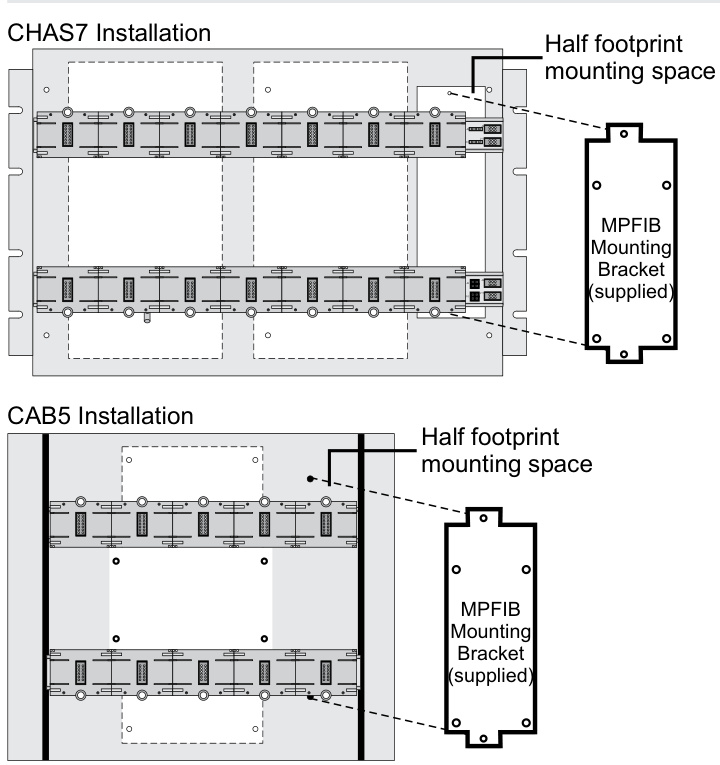 CHAS7 Installation
Half footprint
mounting space
MPFIB
Mounting
Bracket
(supplied)
CAB5 Installation
Half footprint
mounting space
MPFIB
Mounting
Bracket
(supplied)